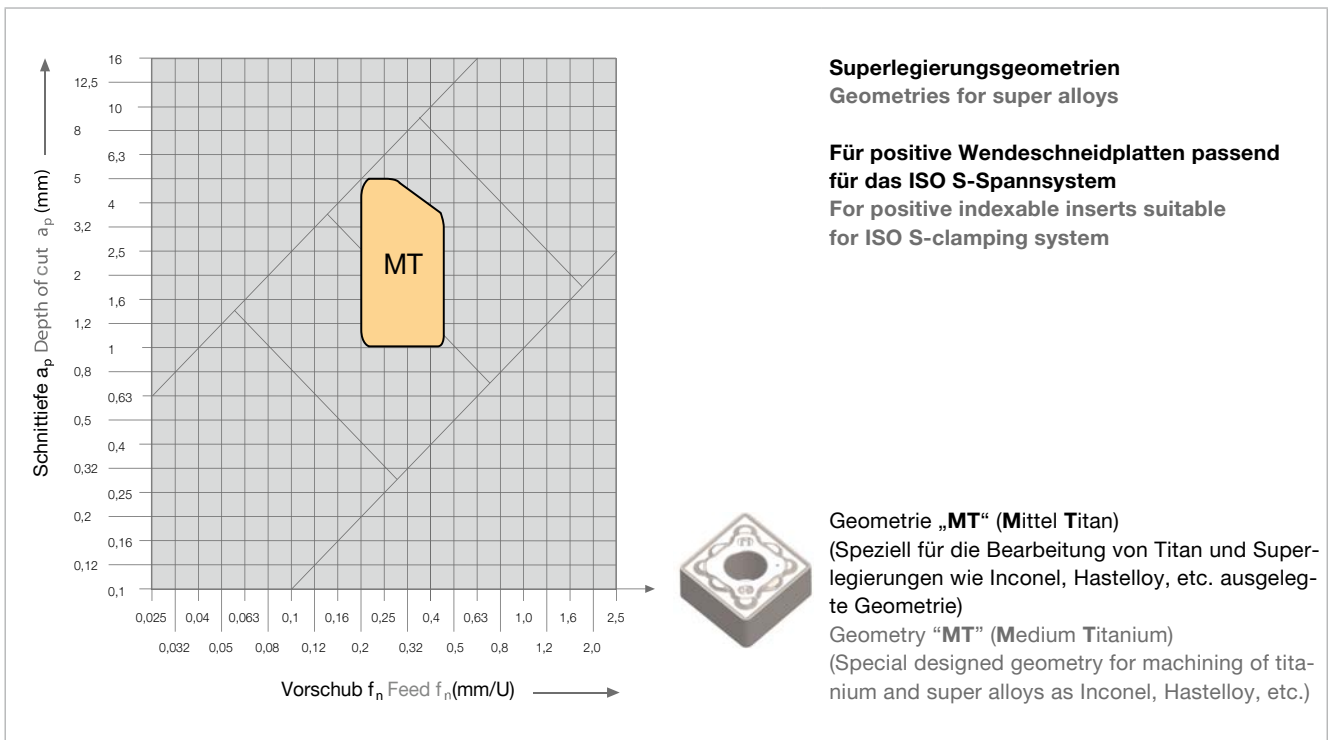 16
12,5
10
8
6,3
5
4
3,2
2,5
2
1,6
1,2
1
0,8
0,63
0,5
0,4
0,32
0,25
0,2
0,16
0,12
0,1
Schnittiefe ap Depth of cut ap (mm)
MT
0,025 0,04 0,063 0,1 0,16 0,25 0,4 0,63 1,0 1,6 2,5
0,032 0,05 0,08 0,12 0,2 0,32 0,5 0,8 1,2 2,0
Vorschub fn Feed fn(mm/U)
Superlegierungsgeometrien
Geometries for super alloys
Für positive Wendeschneidplatten passend
für das ISO S-Spannsystem
For positive indexable inserts suitable
for ISO S-clamping system
Geometrie „MT“ (Mittel Titan)
(Speziell für die Bearbeitung von Titan und Super-
legierungen wie Inconel, Hastelloy, etc. ausgeleg-
te Geometrie)
Geometry “MT” (Medium Titanium)
(Special designed geometry for machining of tita-
nium and super alloys as Inconel, Hastelloy, etc.)